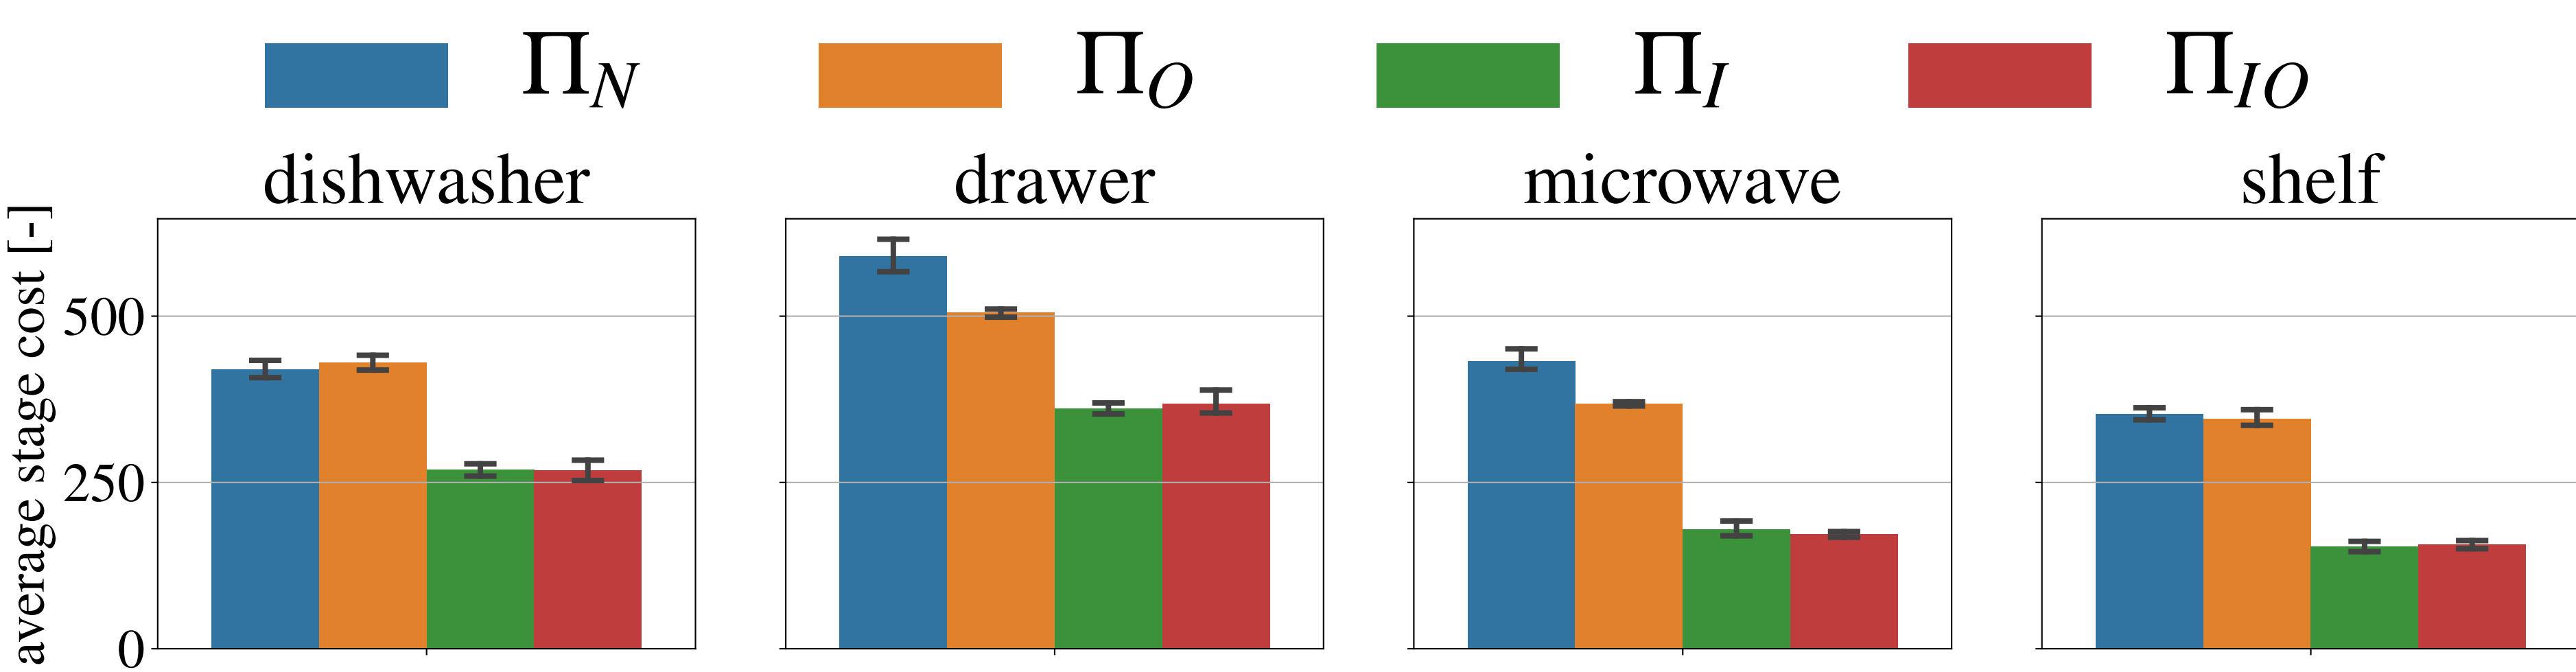 Π_N Π_O Π_I Π_IO
dishwasher drawer microwave shelf
average stage cost [-]
500
250
0